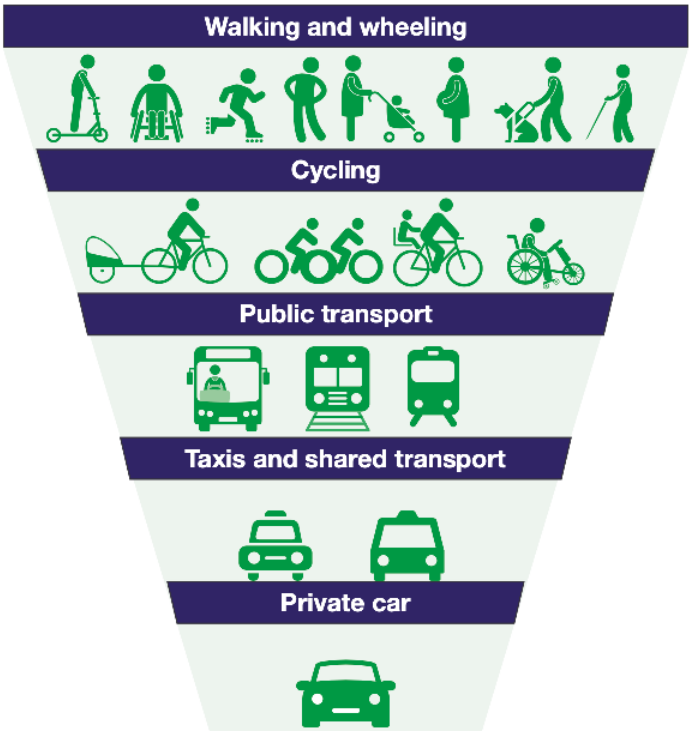 Walking and wheeling
Cycling
Public transport
Taxis and shared transport
Private car